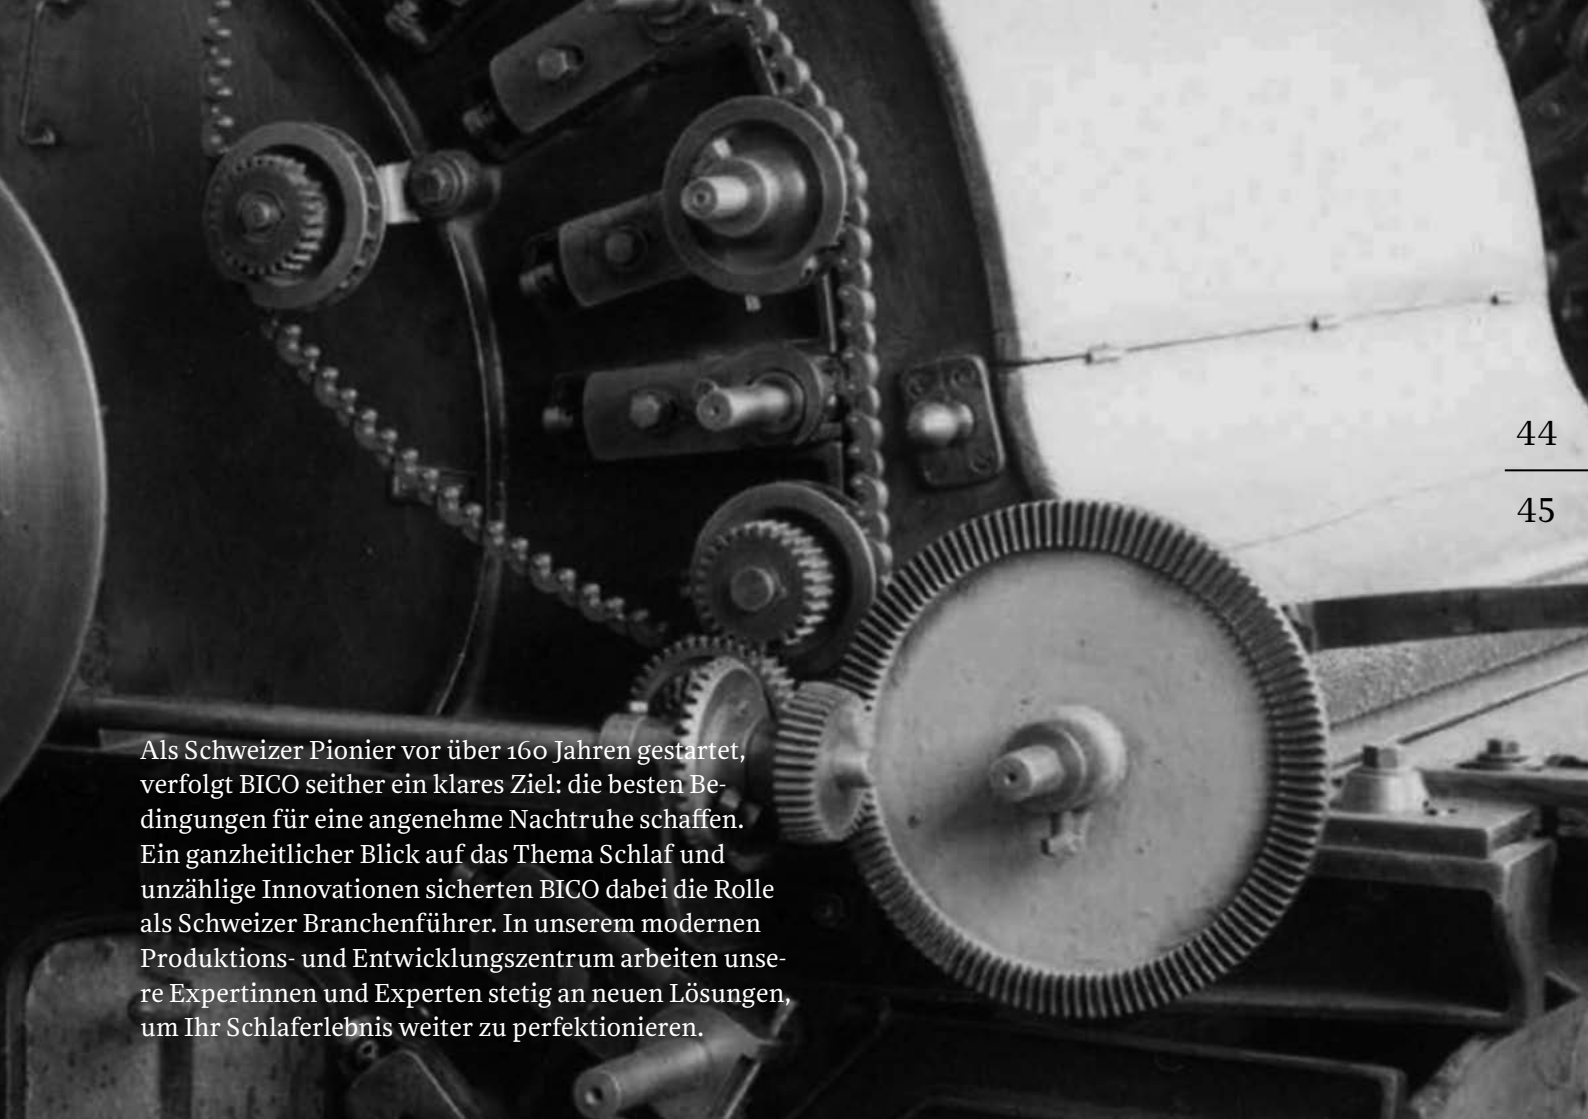 44
45
Als Schweizer Pionier vor über 160 Jahren gestartet,
verfolgt BICO seither ein klares Ziel: die besten Be-
dingungen für eine angenehme Nachtruhe schaffen.
Ein ganzheitlicher Blick auf das Thema Schlaf und
unzählige Innovationen sicherten BICO dabei die Rolle
als Schweizer Branchenführer. In unserem modernen
Produktions- und Entwicklungszentrum arbeiten unse-
re Expertinnen und Experten stetig an neuen Lösungen,
um Ihr Schlaferlebnis weiter zu perfektionieren.